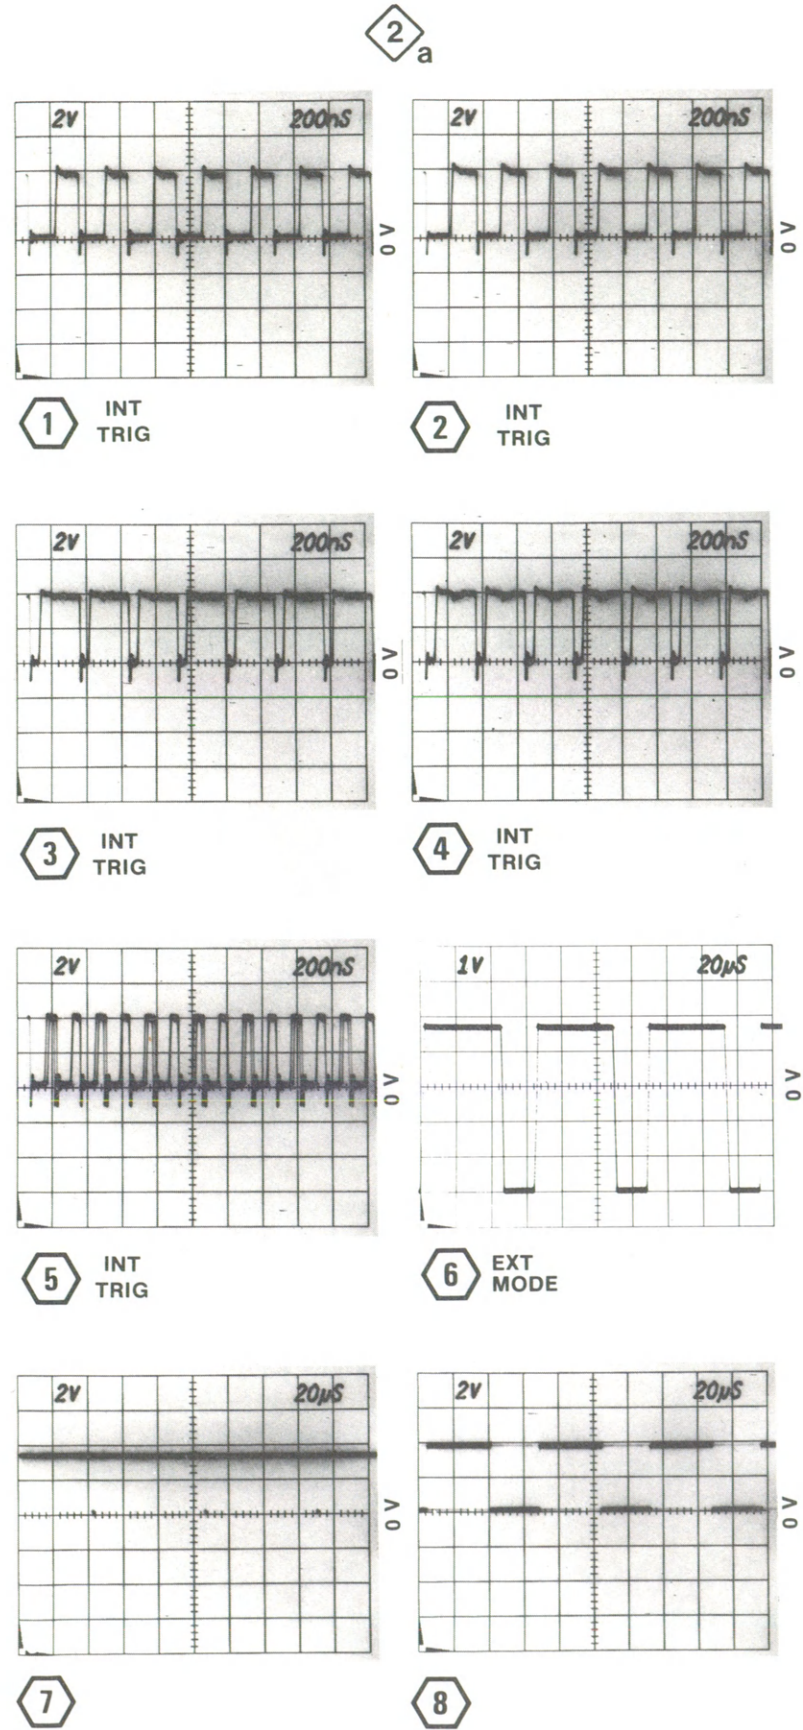 2
a
2V 200nS
0 V
2V 200nS
0 V
1 INT
TRIG
2 INT
TRIG
2V 200nS
0 V
2V 200nS
0 V
3 INT
TRIG
4 INT
TRIG
2V 200nS
0 V
1V 20µS
0 V
5 INT
TRIG
6 EXT
MODE
2V 20µS
0 V
2V 20µS
0 V
7
8